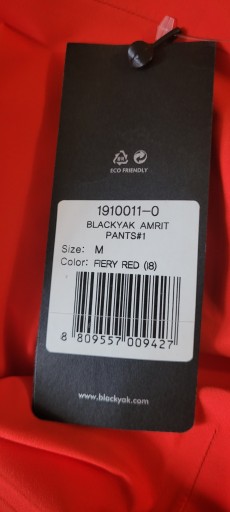 ECO FRIENDLY
1910011-0
BLACKYAK AMRIT
PANTS#1
Size: M
Color: FIERY RED (18)
8 809557 009427
www.blackyak.com